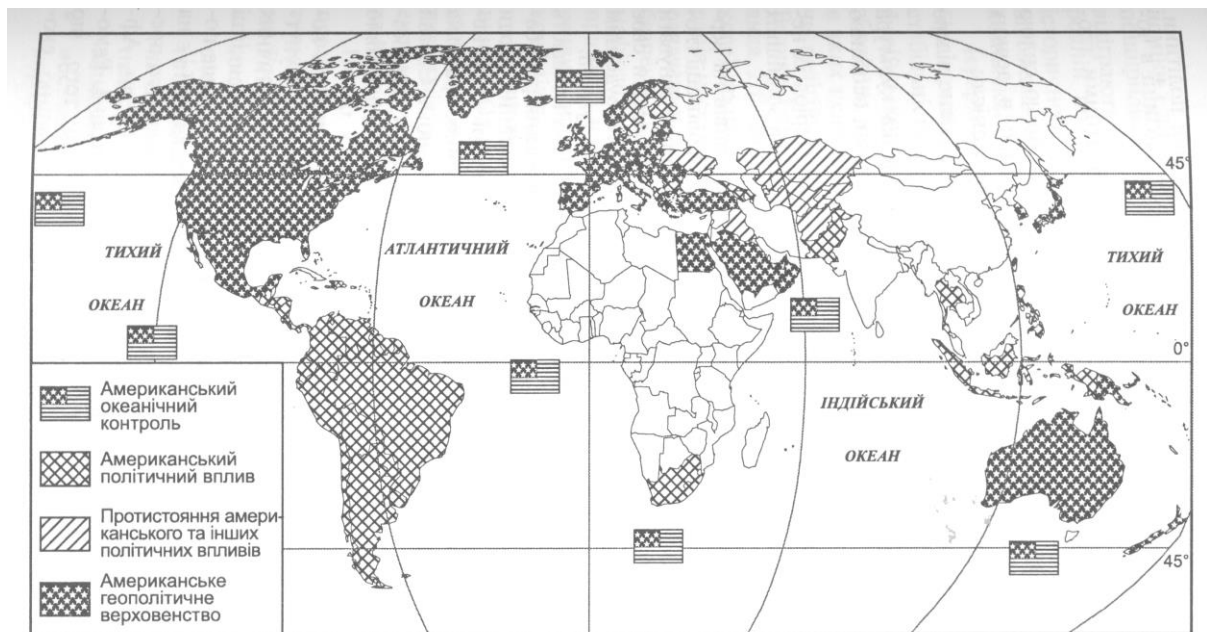 45°
ТИХИЙ
ОКЕАН
АТЛАНТИЧНИЙ
ОКЕАН
ТИХИЙ
ОКЕАН
0°
ІНДІЙСЬКИЙ
ОКЕАН
45°
Американський
океанічний
контроль
Американський
політичний вплив
Протистояння амери-
канського та інших
політичних впливів
Американське
геополітичне
верховенство